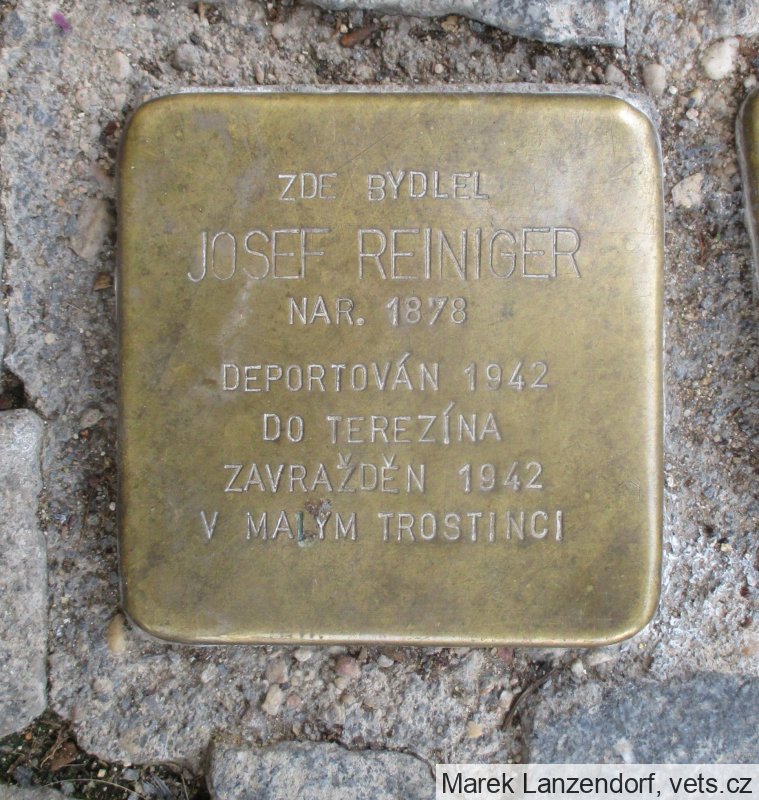 ZDE BYDLEL
JOSEF REINIGER
NAR. 1878
DEPORTOVÁN 1942
DO TEREZÍNA
ZAVRAŽDĚN 1942
V MALÝM TROSTINCI
Marek Lanzendorf, vets.cz